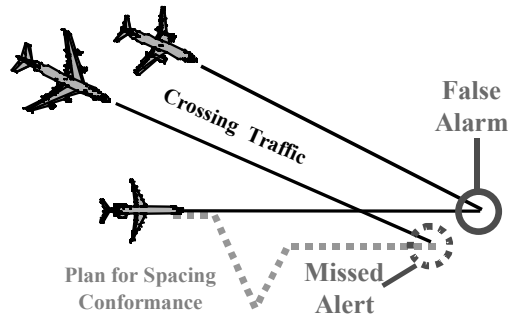 Crossing Traffic
False
Alarm
Plan for Spacing
Conformance
Missed
Alert